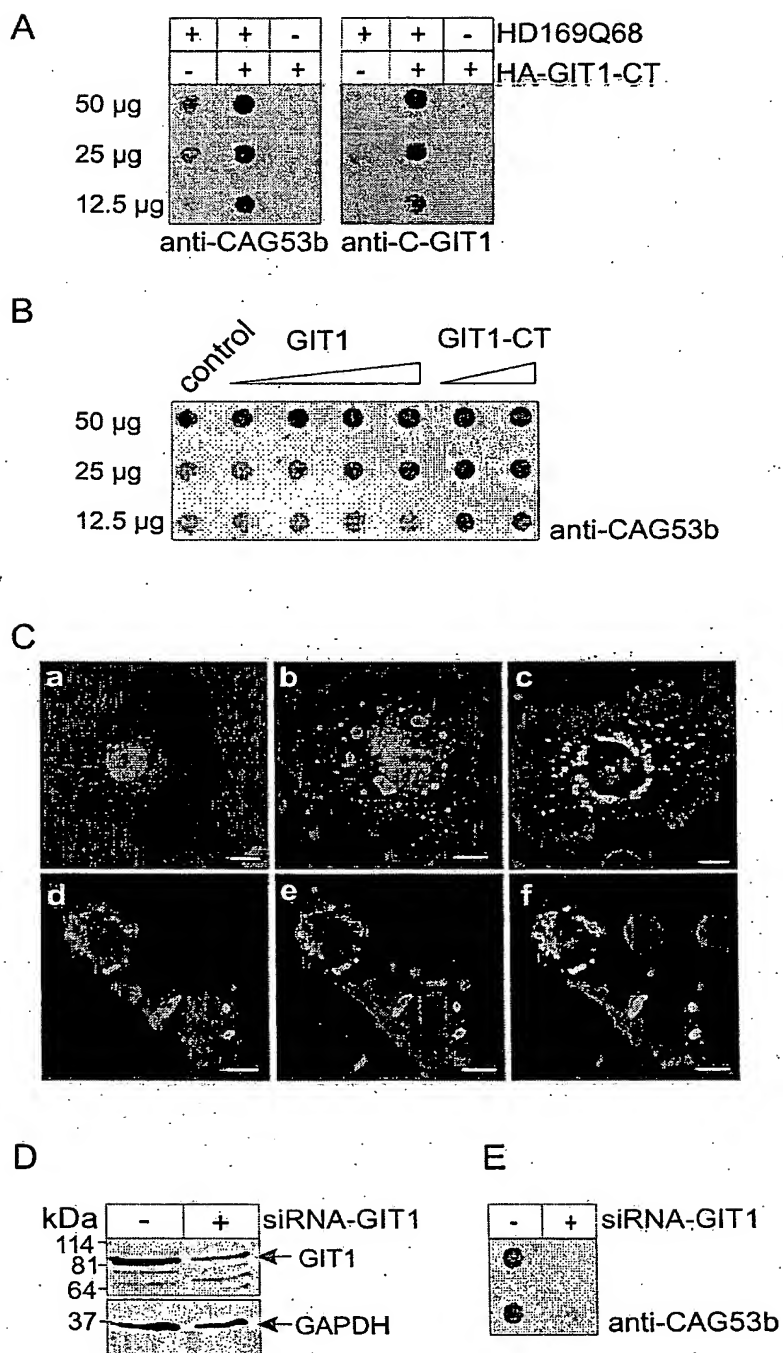 A
+ + - + + - HD169Q68
- + + - + + HA-GIT1-CT
50 µg
25 µg
12.5 µg
anti-CAG53b anti-C-GIT1
B
control GIT1 GIT1-CT
50 µg
25 µg
12.5 µg anti-CAG53b
C
a b c
d e f
D
kDa - + siRNA-GIT1
114
81 GIT1
64
37 GAPDH
E
- + siRNA-GIT1
anti-CAG53b